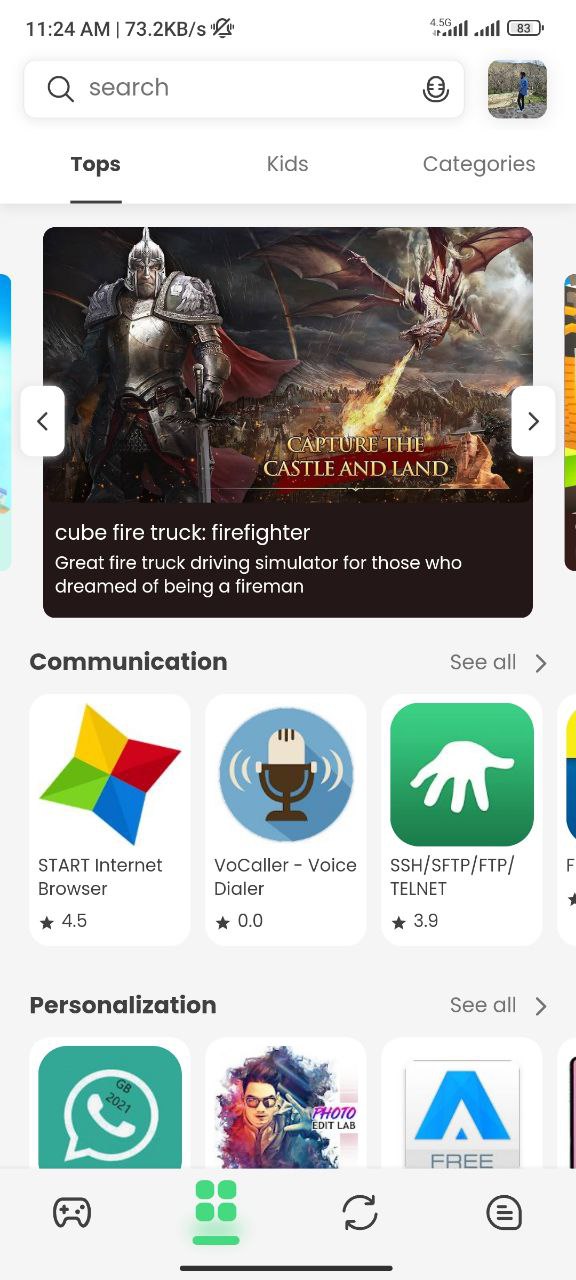 11:24 AM | 73.2KB/s
4.5G
83
search
Tops
Kids
Categories
CAPTURE THE
CASTLE AND LAND
cube fire truck: firefighter
Great fire truck driving simulator for those who
dreamed of being a fireman
Communication
See all
START Internet
Browser
4.5
VoCaller - Voice
Dialer
0.0
SSH/SFTP/FTP/
TELNET
3.9
F
Personalization
See all
GB
2021
PHOTO
EDIT LAB
FREE